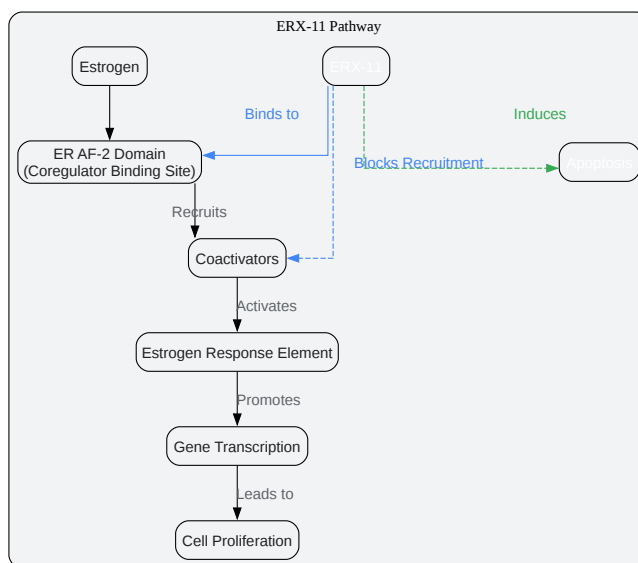 ERX-11 Pathway
Estrogen
ERX-11
Binds to
Induces
ER AF-2 Domain
(Coregulator Binding Site)
Blocks Recruitment
Apoptosis
Recruits
Coactivators
Activates
Estrogen Response Element
Promotes
Gene Transcription
Leads to
Cell Proliferation